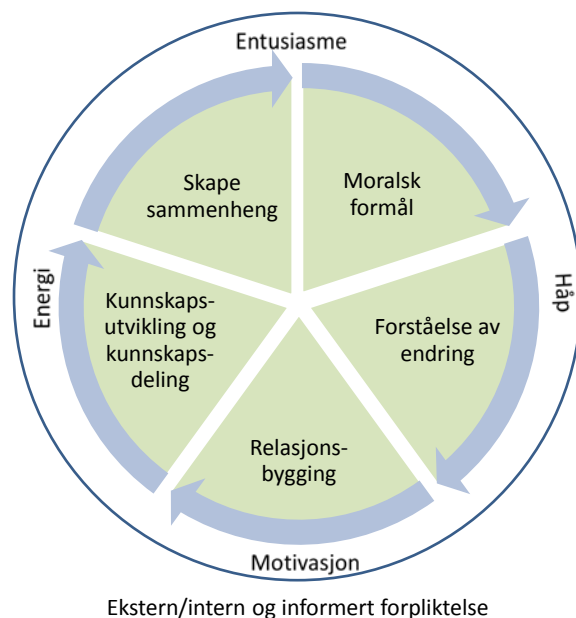 Entusiasme
Skape
sammenheng
Moralsk
formål
Energi
Håp
Kunnskaps-
utvikling og
kunnskaps-
deling
Forståelse av
endring
Relasjons-
bygging
Motivasjon
Ekstern/intern og informert forpliktelse